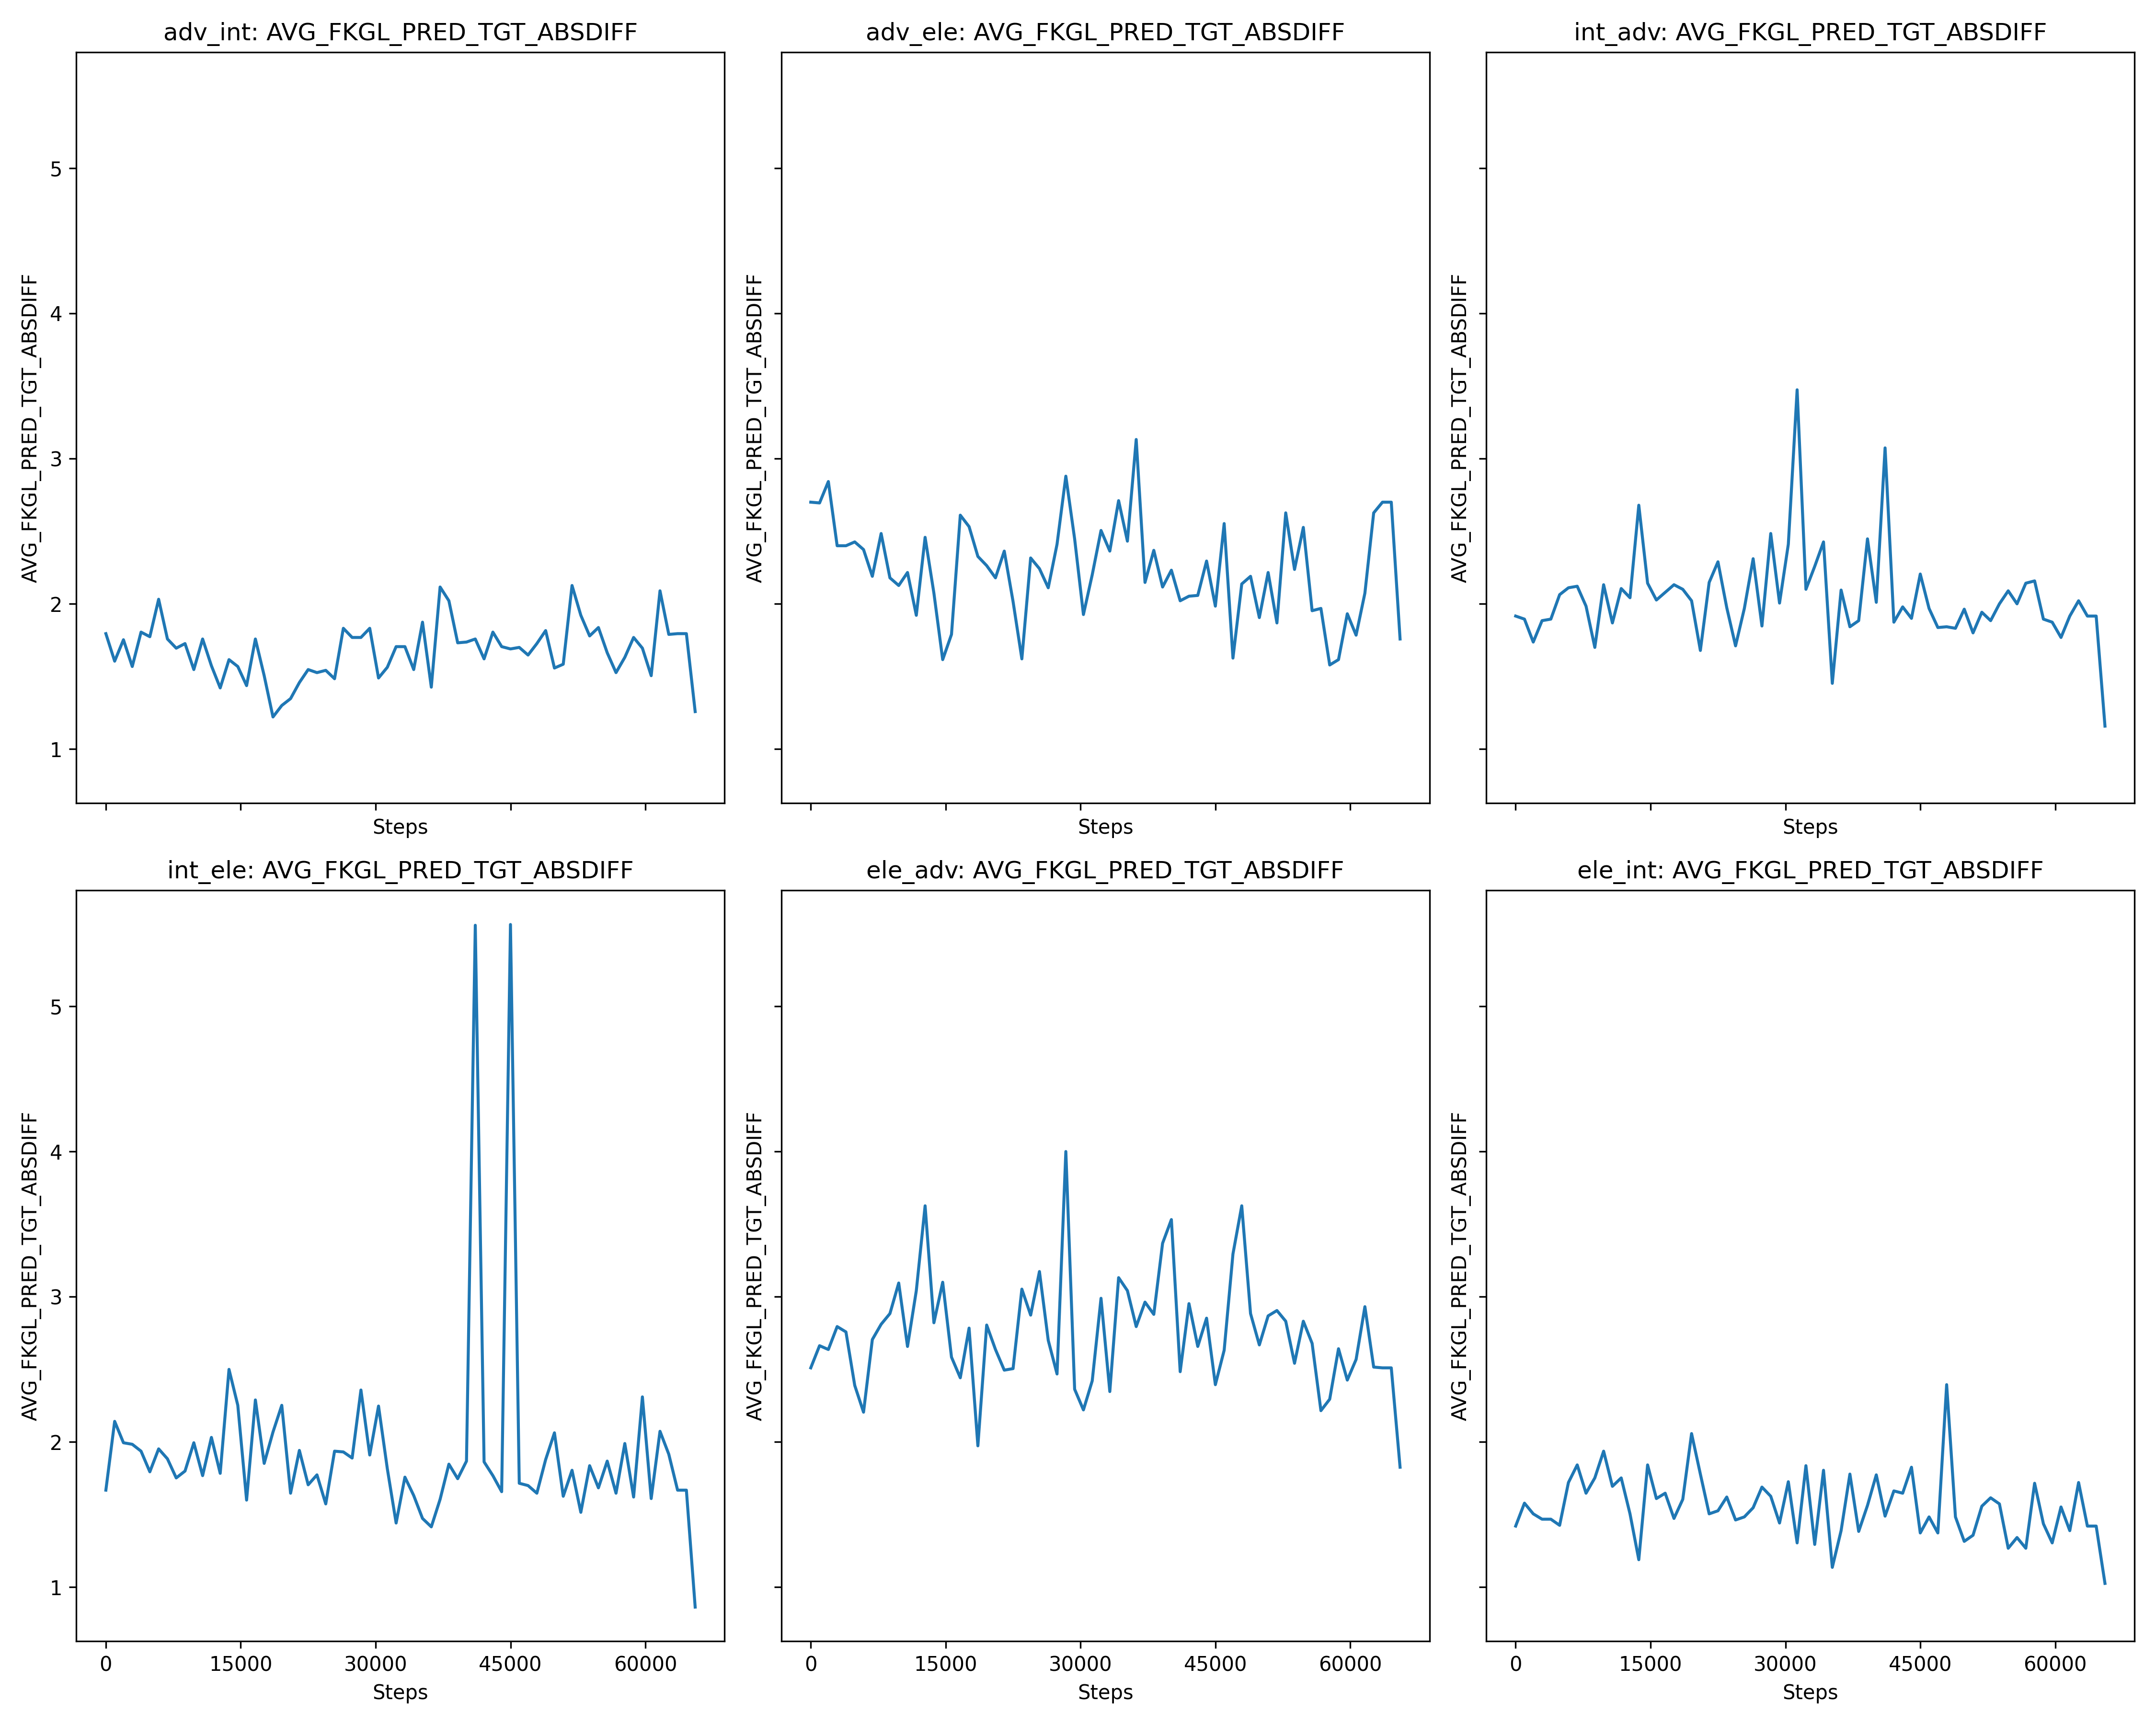 adv_int: AVG_FKGL_PRED_TGT_ABSDIFF
AVG_FKGL_PRED_TGT_ABSDIFF
5
4
3
2
1
Steps
adv_ele: AVG_FKGL_PRED_TGT_ABSDIFF
AVG_FKGL_PRED_TGT_ABSDIFF
Steps
int_adv: AVG_FKGL_PRED_TGT_ABSDIFF
AVG_FKGL_PRED_TGT_ABSDIFF
Steps
int_ele: AVG_FKGL_PRED_TGT_ABSDIFF
AVG_FKGL_PRED_TGT_ABSDIFF
5
4
3
2
1
0 15000 30000 45000 60000
Steps
ele_adv: AVG_FKGL_PRED_TGT_ABSDIFF
AVG_FKGL_PRED_TGT_ABSDIFF
0 15000 30000 45000 60000
Steps
ele_int: AVG_FKGL_PRED_TGT_ABSDIFF
AVG_FKGL_PRED_TGT_ABSDIFF
0 15000 30000 45000 60000
Steps